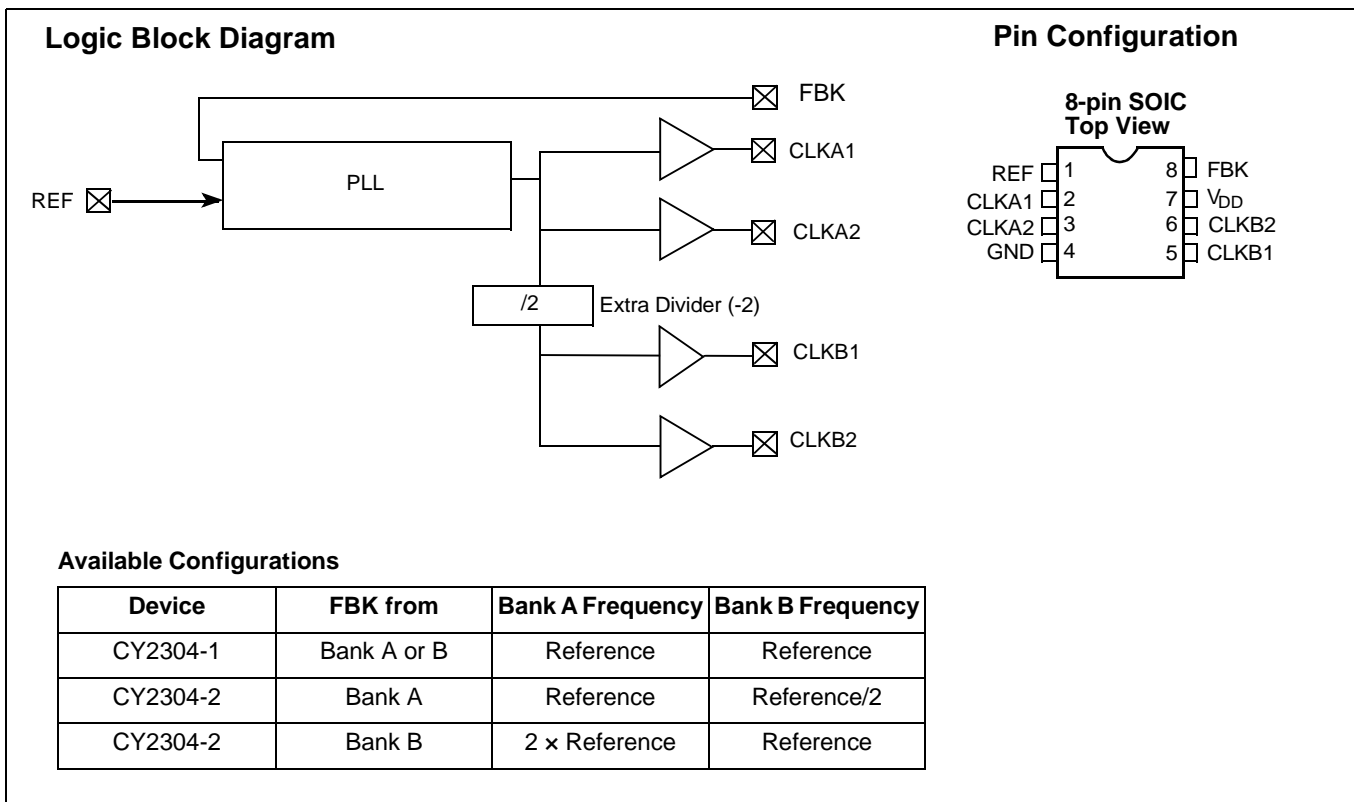 Logic Block Diagram
FBK
CLKA1
PLL
REF
CLKA2
/2
Extra Divider (-2)
CLKB1
CLKB2
Pin Configuration
8-pin SOIC
Top View
REF 1 8 FBK
CLKA1 2 7 VDD
CLKA2 3 6 CLKB2
GND 4 5 CLKB1
Available Configurations
Device FBK from Bank A Frequency Bank B Frequency
CY2304-1 Bank A or B Reference Reference
CY2304-2 Bank A Reference Reference/2
CY2304-2 Bank B 2 × Reference Reference